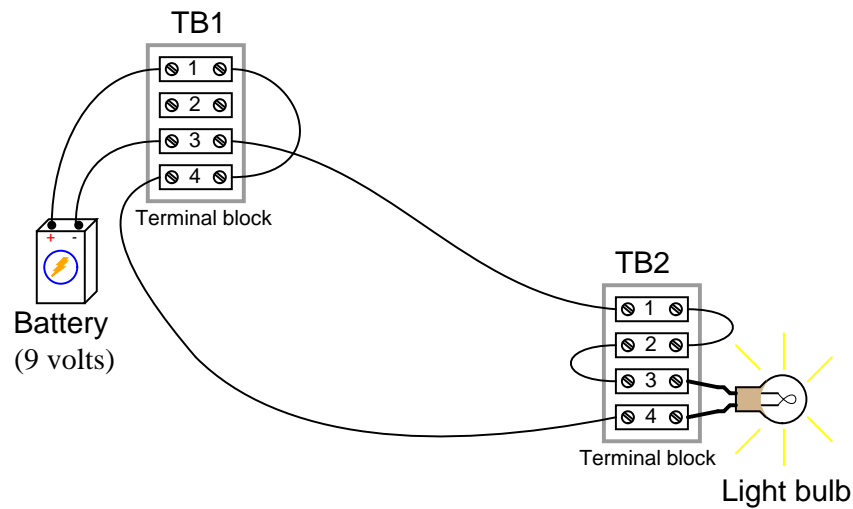 TB1
1
2
3
4
Terminal block
+ -
Battery
(9 volts)
TB2
1
2
3
4
Terminal block
Light bulb